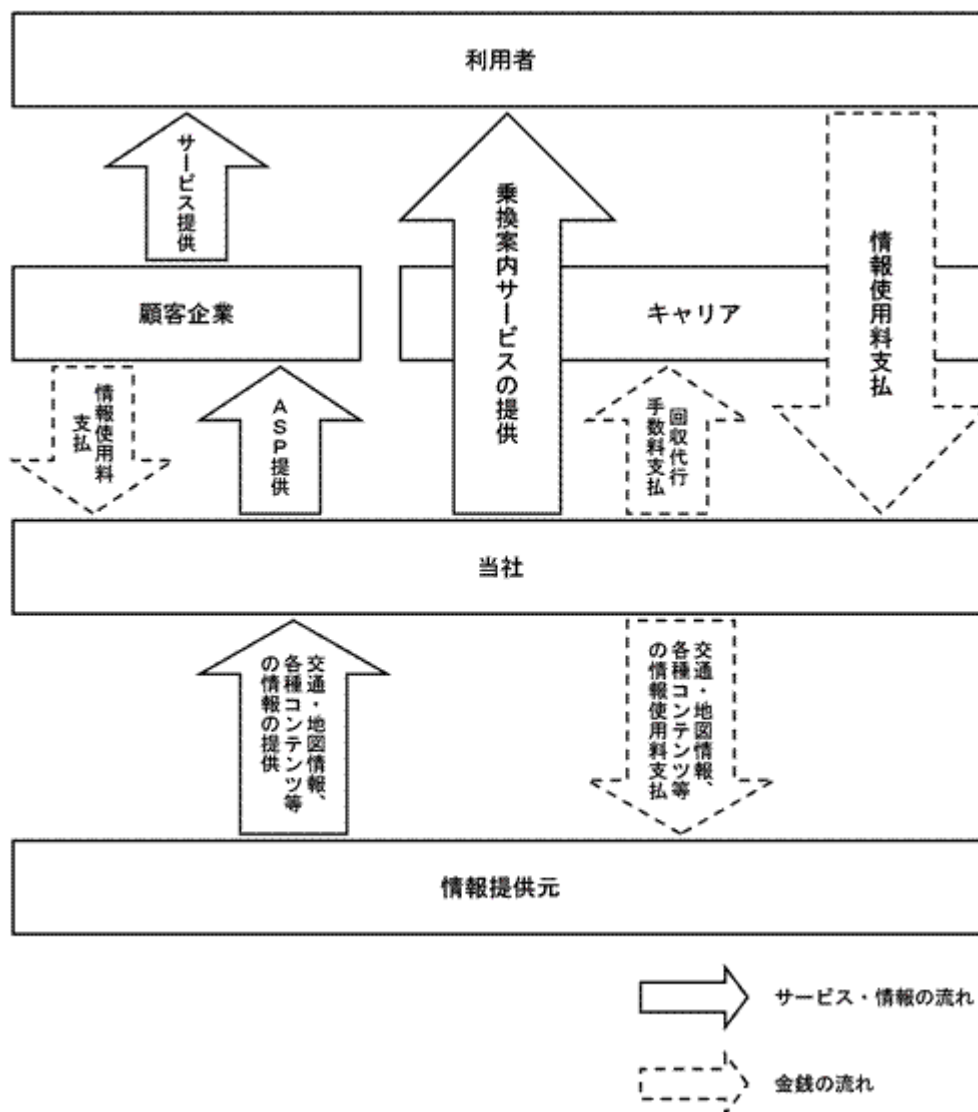 利用者
サービス提供
乗換案内サービスの提供
情報使用料支払
顧客企業
キャリア
情報使用料
支払
ASP提供
回収代行
手数料支払
当社
交通・地図情報、
各種コンテンツ等
の情報の提供
交通・地図情報、
各種コンテンツ等
の情報使用料支払
情報提供元
サービス・情報の流れ
金銭の流れ